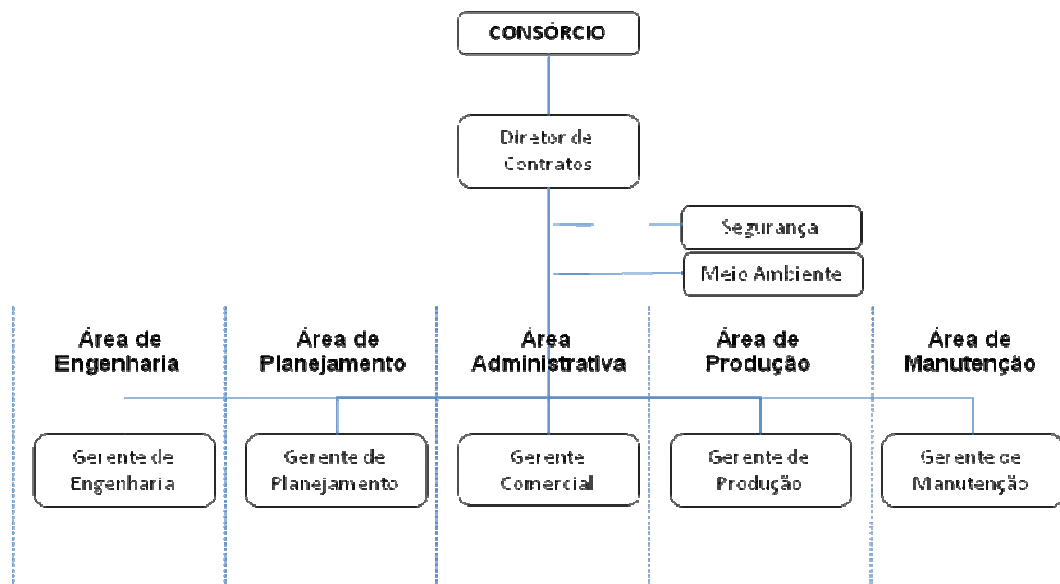 CONSÓRCIO
Diretor de
Contratos
Segurança
Meio Ambiente
Área de
Engenharia
Área de
Planejamento
Área
Administrativa
Área de
Produção
Área de
Manutenção
Gerente de
Engenharia
Gerente de
Planejamento
Gerente
Comercial
Gerente de
Produção
Gerente de
Manutenção